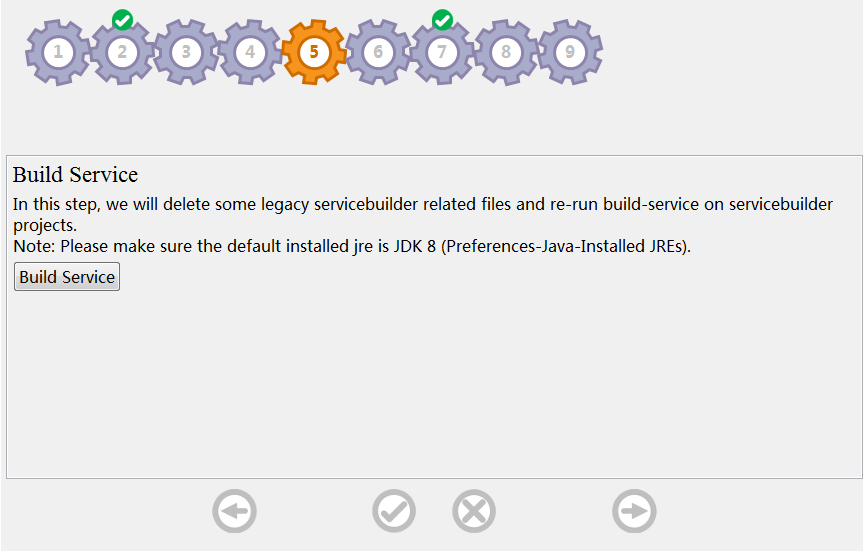 1 2 3 4 5 6 7 8 9
Build Service
In this step, we will delete some legacy servicebuilder related files and re-run build-service on servicebuilder
projects.
Note: Please make sure the default installed jre is JDK 8 (Preferences-Java-Installed JREs).
Build Service